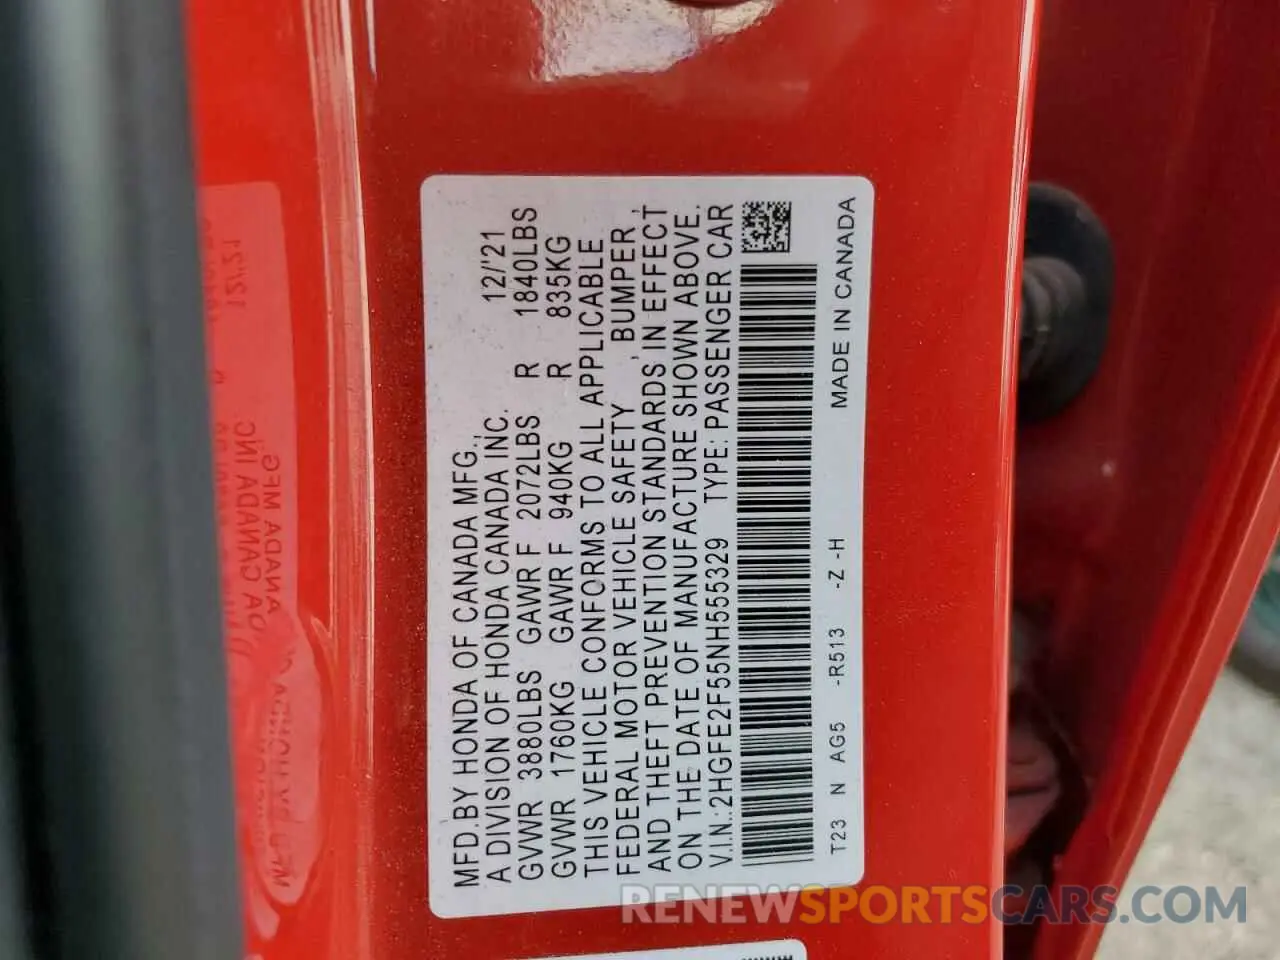 MFD.BY HONDA OF CANADA MFG.,
A DIVISION OF HONDA CANADA INC. 12/'21
GVWR 3880LBS GAWR F 2072LBS R 1840LBS
GVWR 1760KG GAWR F 940KG R 835KG
THIS VEHICLE CONFORMS TO ALL APPLICABLE
FEDERAL MOTOR VEHICLE SAFETY , BUMPER,
AND THEFT PREVENTION STANDARDS IN EFFECT
ON THE DATE OF MANUFACTURE SHOWN ABOVE.
V.I.N.:2HGFE2F55NH555329 TYPE: PASSENGER CAR
T23 N AG5 -R513 -Z -H MADE IN CANADA
RENEWSPORTSCARS.COM